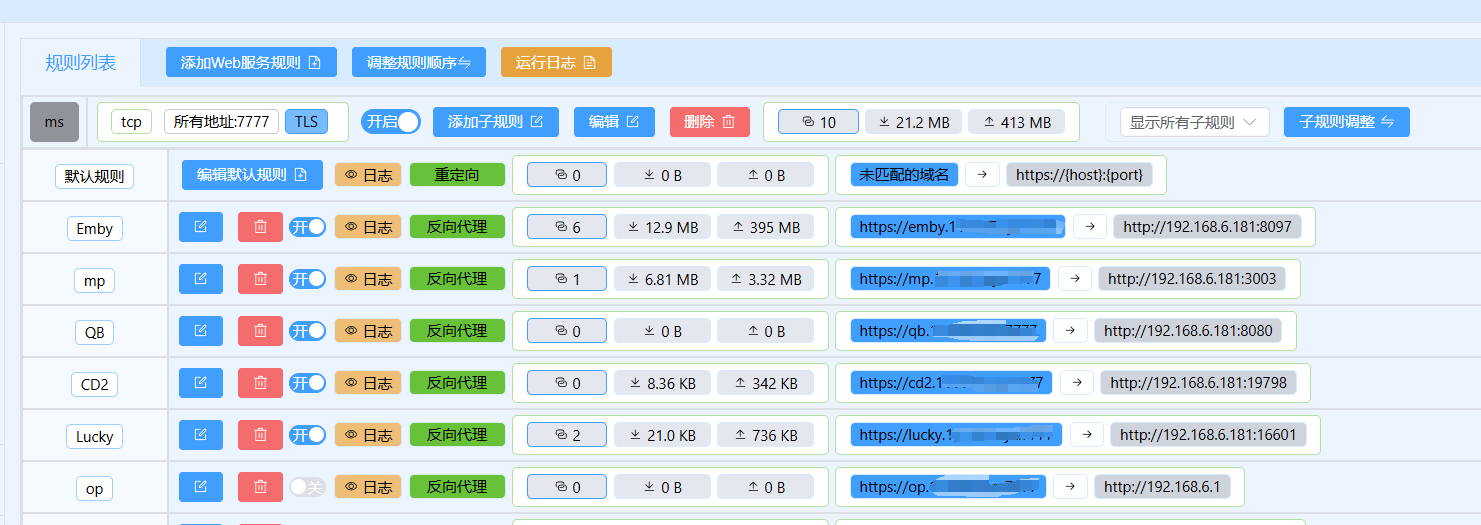 规则列表 添加Web服务规则 调整规则顺序 运行日志
ms tcp 所有地址:7777 TLS 开启 添加子规则 编辑 删除 10 21.2 MB 413 MB 显示所有子规则 子规则调整
默认规则 编辑默认规则 日志 重定向 0 0 B 0 B 未匹配的域名 → https://{host}:{port}
Emby 开 日志 反向代理 6 12.9 MB 395 MB https://emby.1 → http://192.168.6.181:8097
mp 开 日志 反向代理 1 6.81 MB 3.32 MB https://mp. 7 → http://192.168.6.181:3003
QB 开 日志 反向代理 0 0 B 0 B https://qb. → http://192.168.6.181:8080
CD2 开 日志 反向代理 0 8.36 KB 342 KB https://cd2.1 77 → http://192.168.6.181:19798
Lucky 开 日志 反向代理 2 21.0 KB 736 KB https://lucky. → http://192.168.6.181:16601
op 关 日志 反向代理 0 0 B 0 B https://op. → http://192.168.6.1